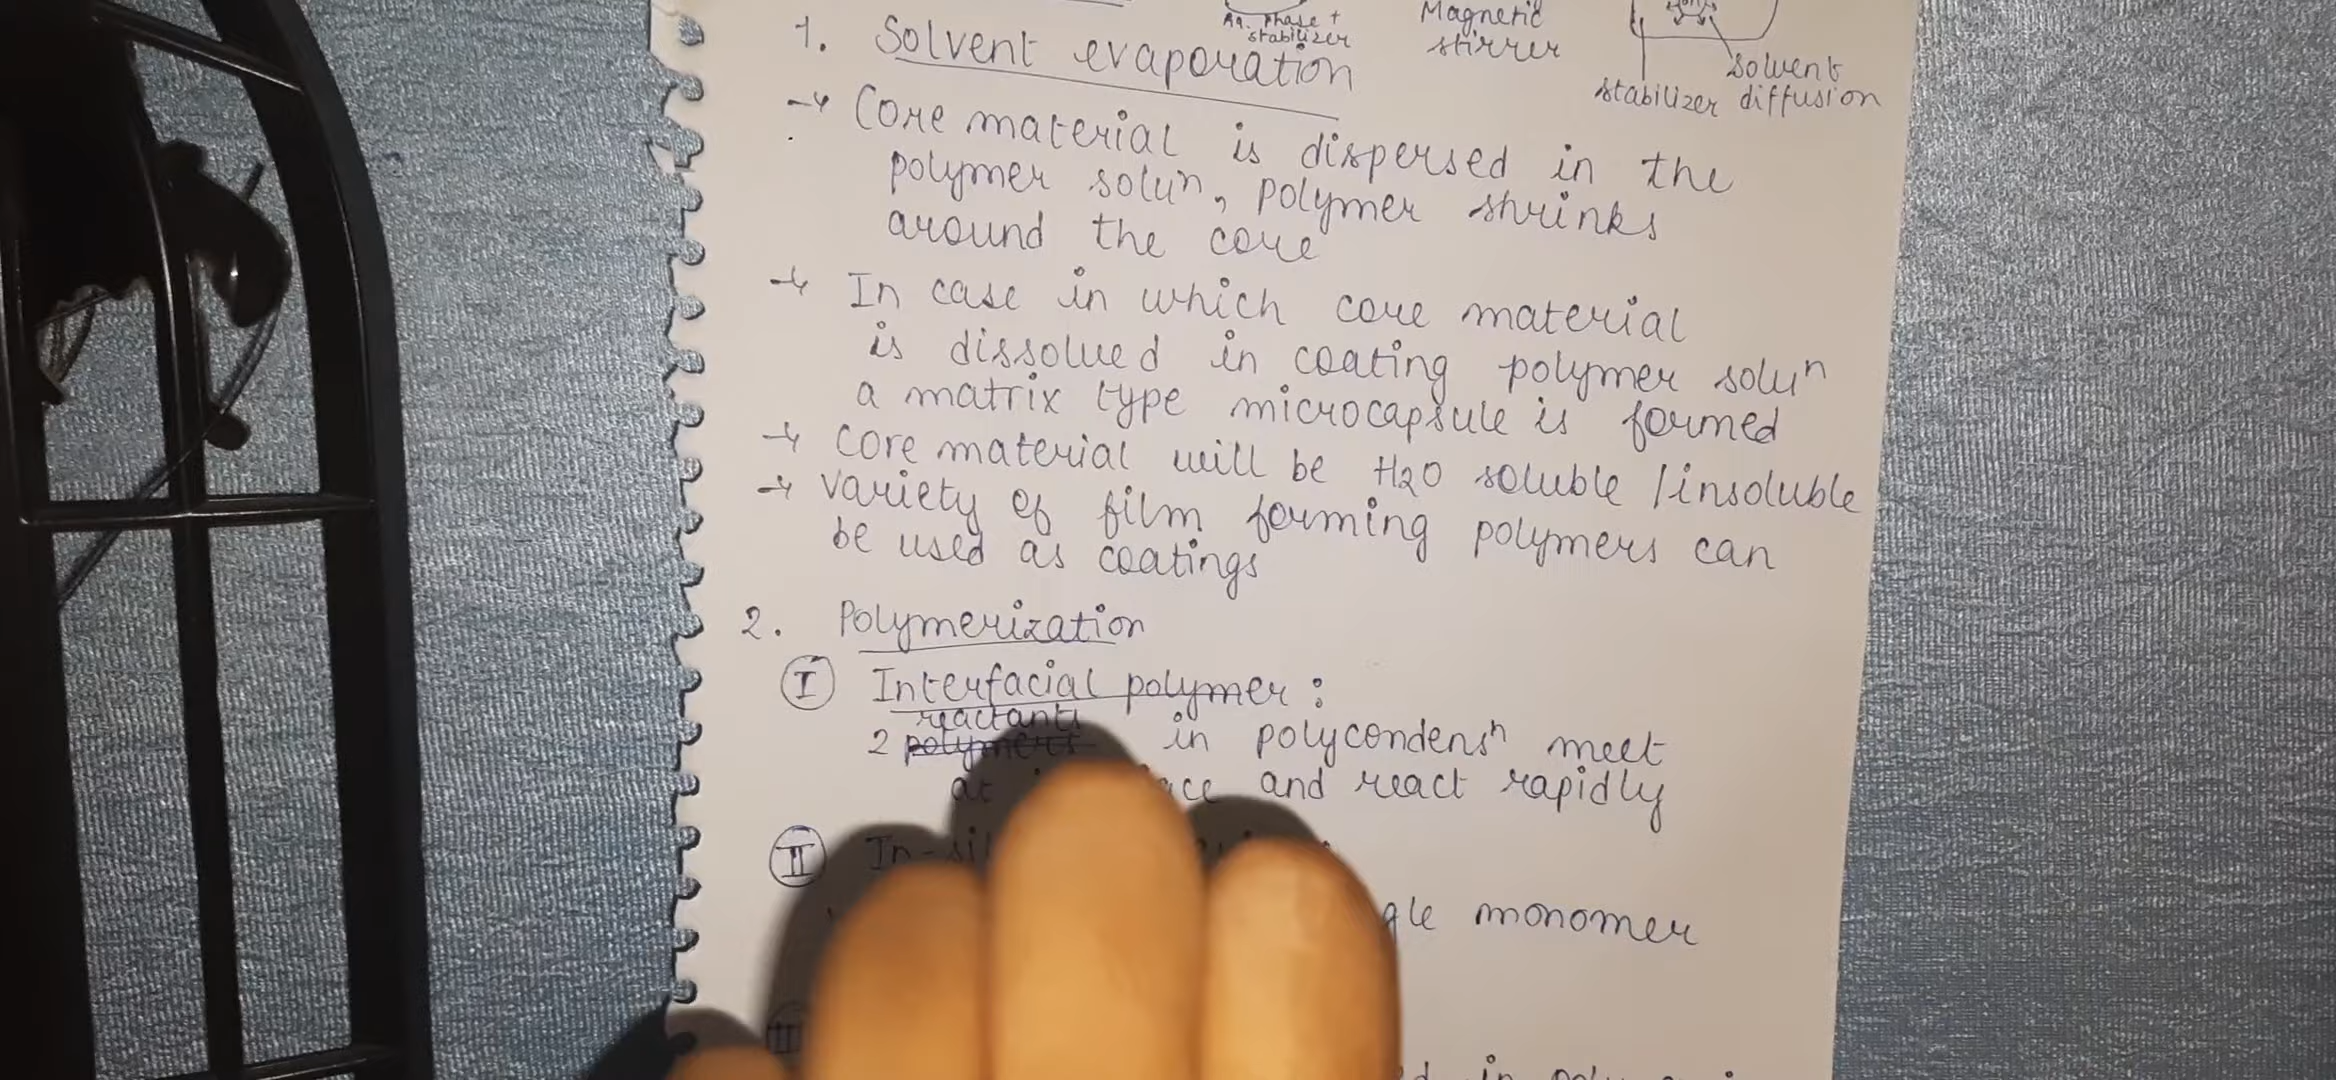 Aq. Phase +
stabilizer
Magnetic
stirrer
solvent
stabilizer diffusion
1. Solvent evaporation
→ Core material is dispersed in the
polymer soluⁿ, polymer shrinks
around the core
→ In case in which core material
is dissolved in coating polymer soluⁿ
a matrix type microcapsule is formed
→ core material will be H2O soluble / insoluble
→ variety of film forming polymers can
be used as coatings
2. Polymerization
I Interfacial polymer :
reactants
2 polymers in polycondensⁿ meet
at and react rapidly
II
monomer
III
in